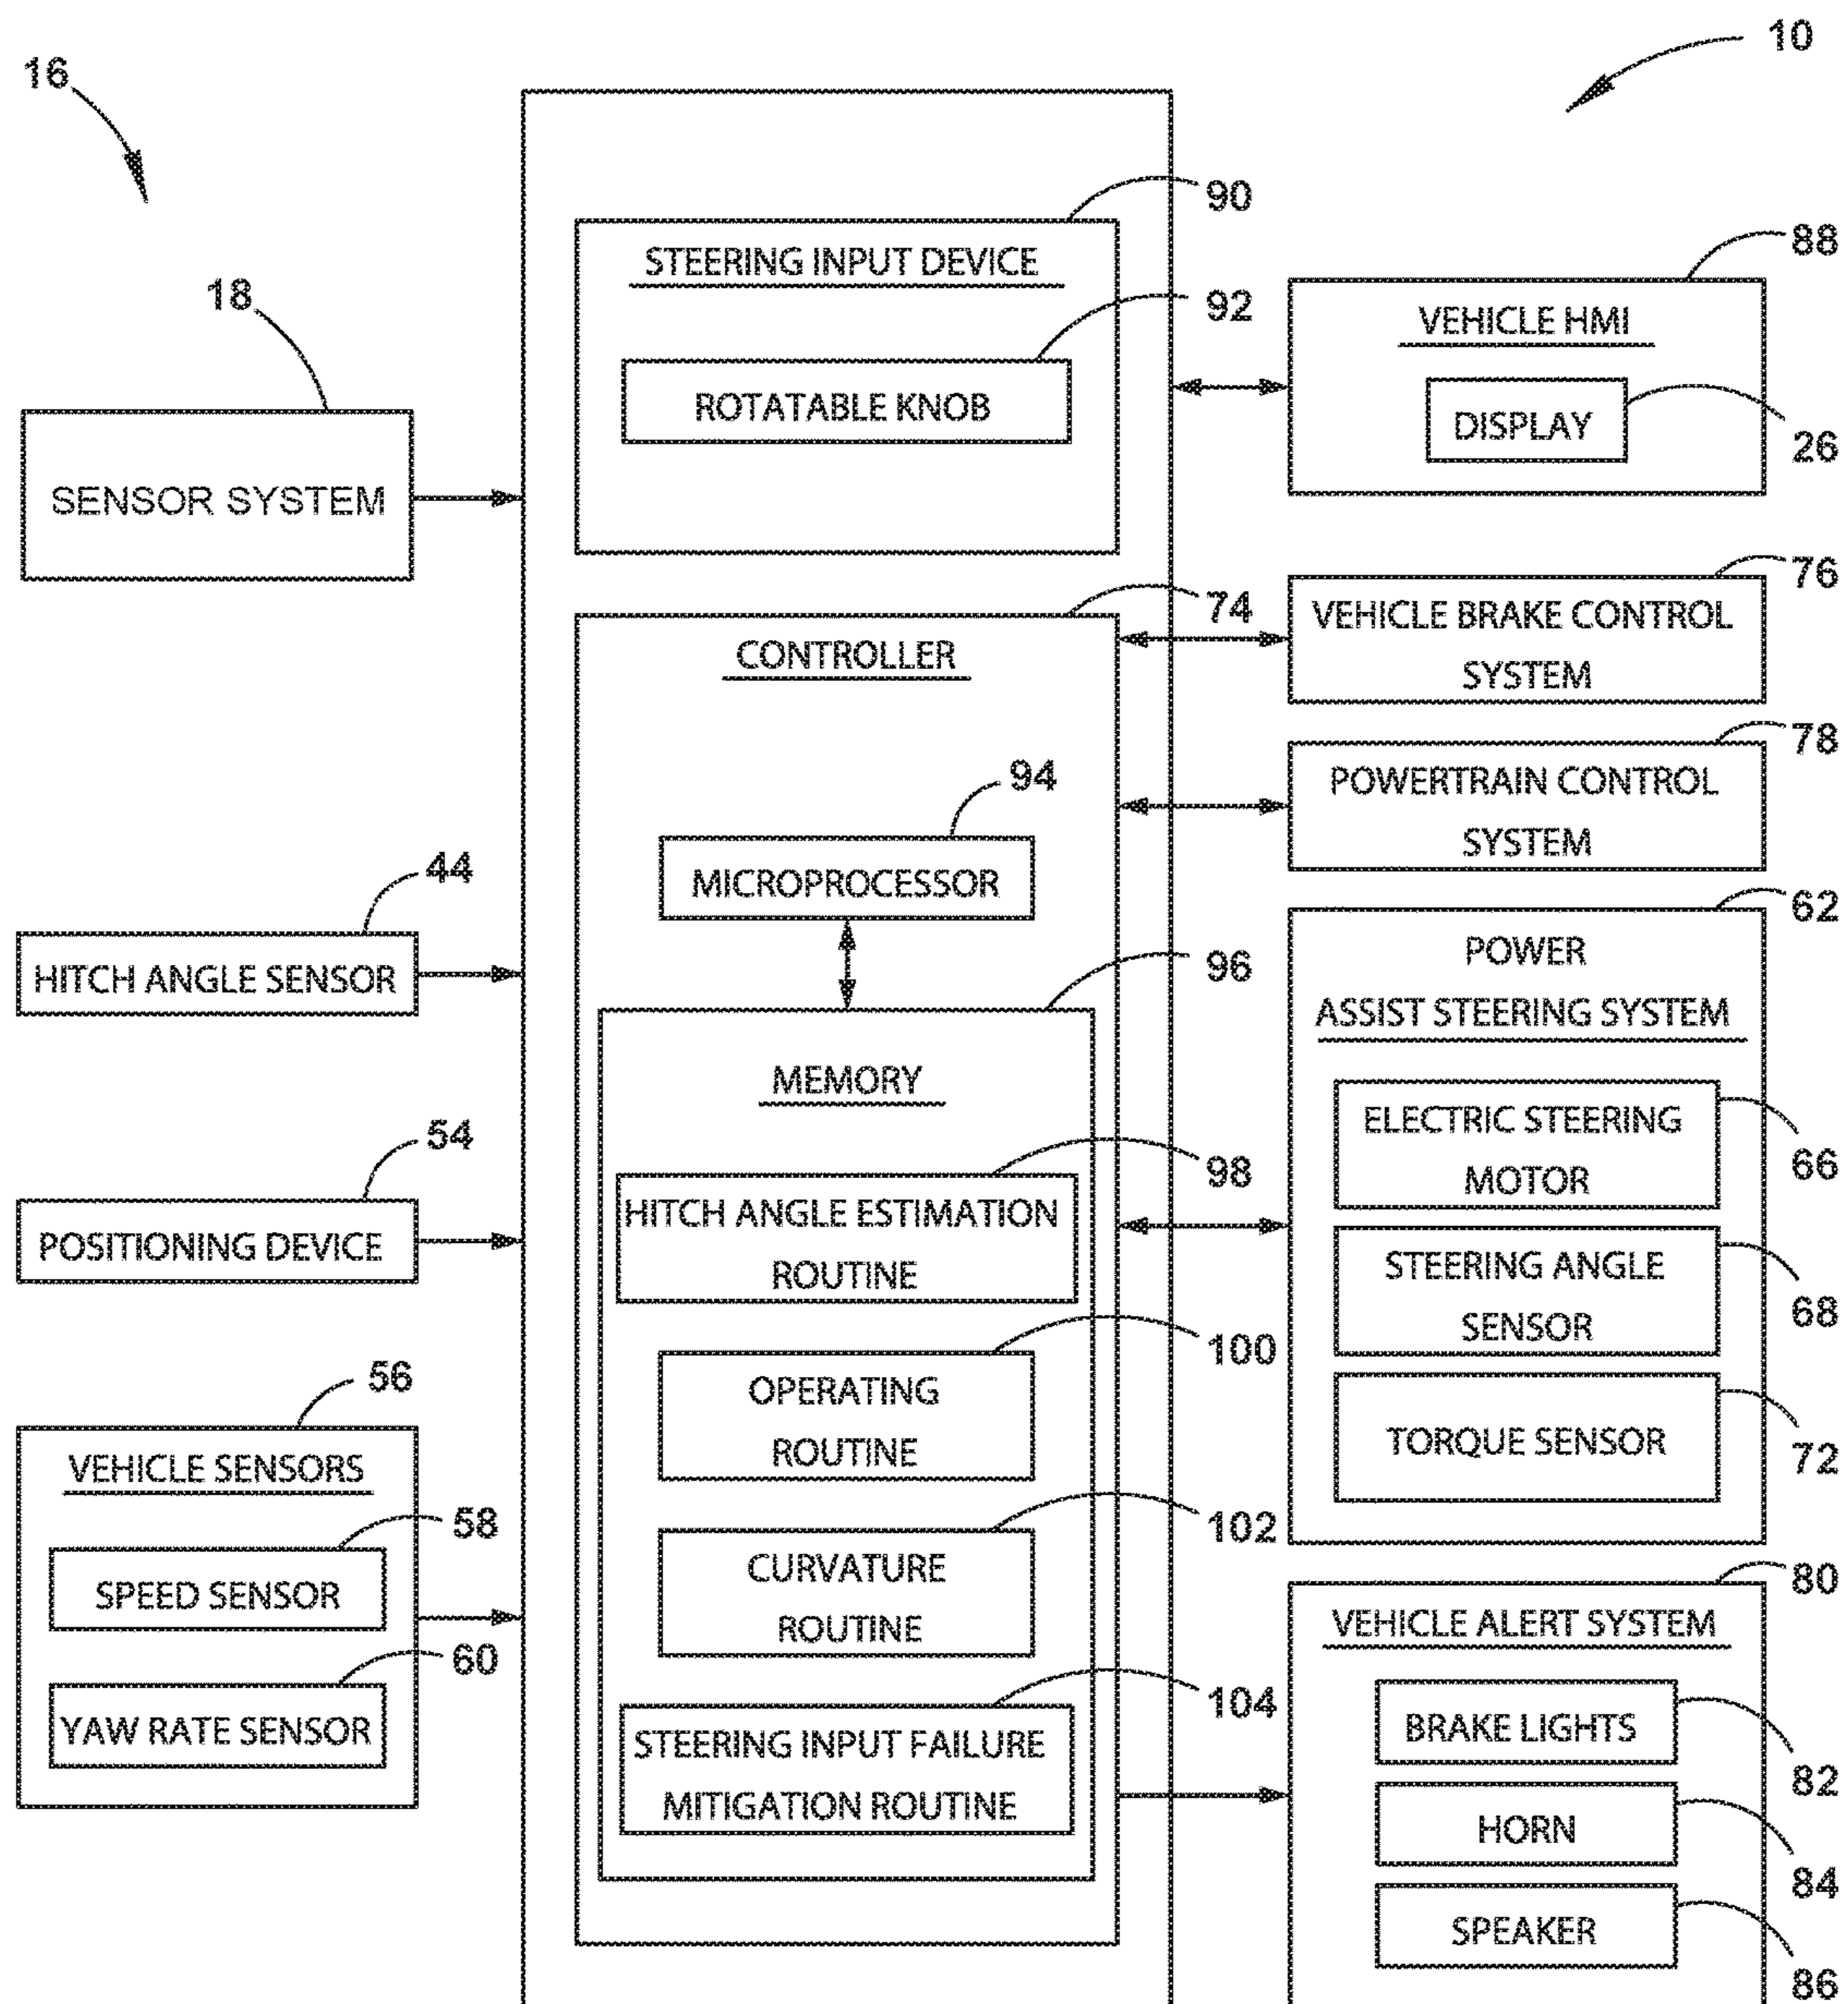 10
16
90
STEERING INPUT DEVICE
92
ROTATABLE KNOB
88
VEHICLE HMI
DISPLAY
26
18
SENSOR SYSTEM
74
CONTROLLER
76
VEHICLE BRAKE CONTROL
SYSTEM
78
POWERTRAIN CONTROL
SYSTEM
94
MICROPROCESSOR
44
HITCH ANGLE SENSOR
96
MEMORY
62
POWER
ASSIST STEERING SYSTEM
ELECTRIC STEERING
MOTOR
66
54
POSITIONING DEVICE
98
HITCH ANGLE ESTIMATION
ROUTINE
STEERING ANGLE
SENSOR
68
100
OPERATING
ROUTINE
TORQUE SENSOR
72
56
VEHICLE SENSORS
58
SPEED SENSOR
60
YAW RATE SENSOR
102
CURVATURE
ROUTINE
104
STEERING INPUT FAILURE
MITIGATION ROUTINE
80
VEHICLE ALERT SYSTEM
BRAKE LIGHTS
82
HORN
84
SPEAKER
86